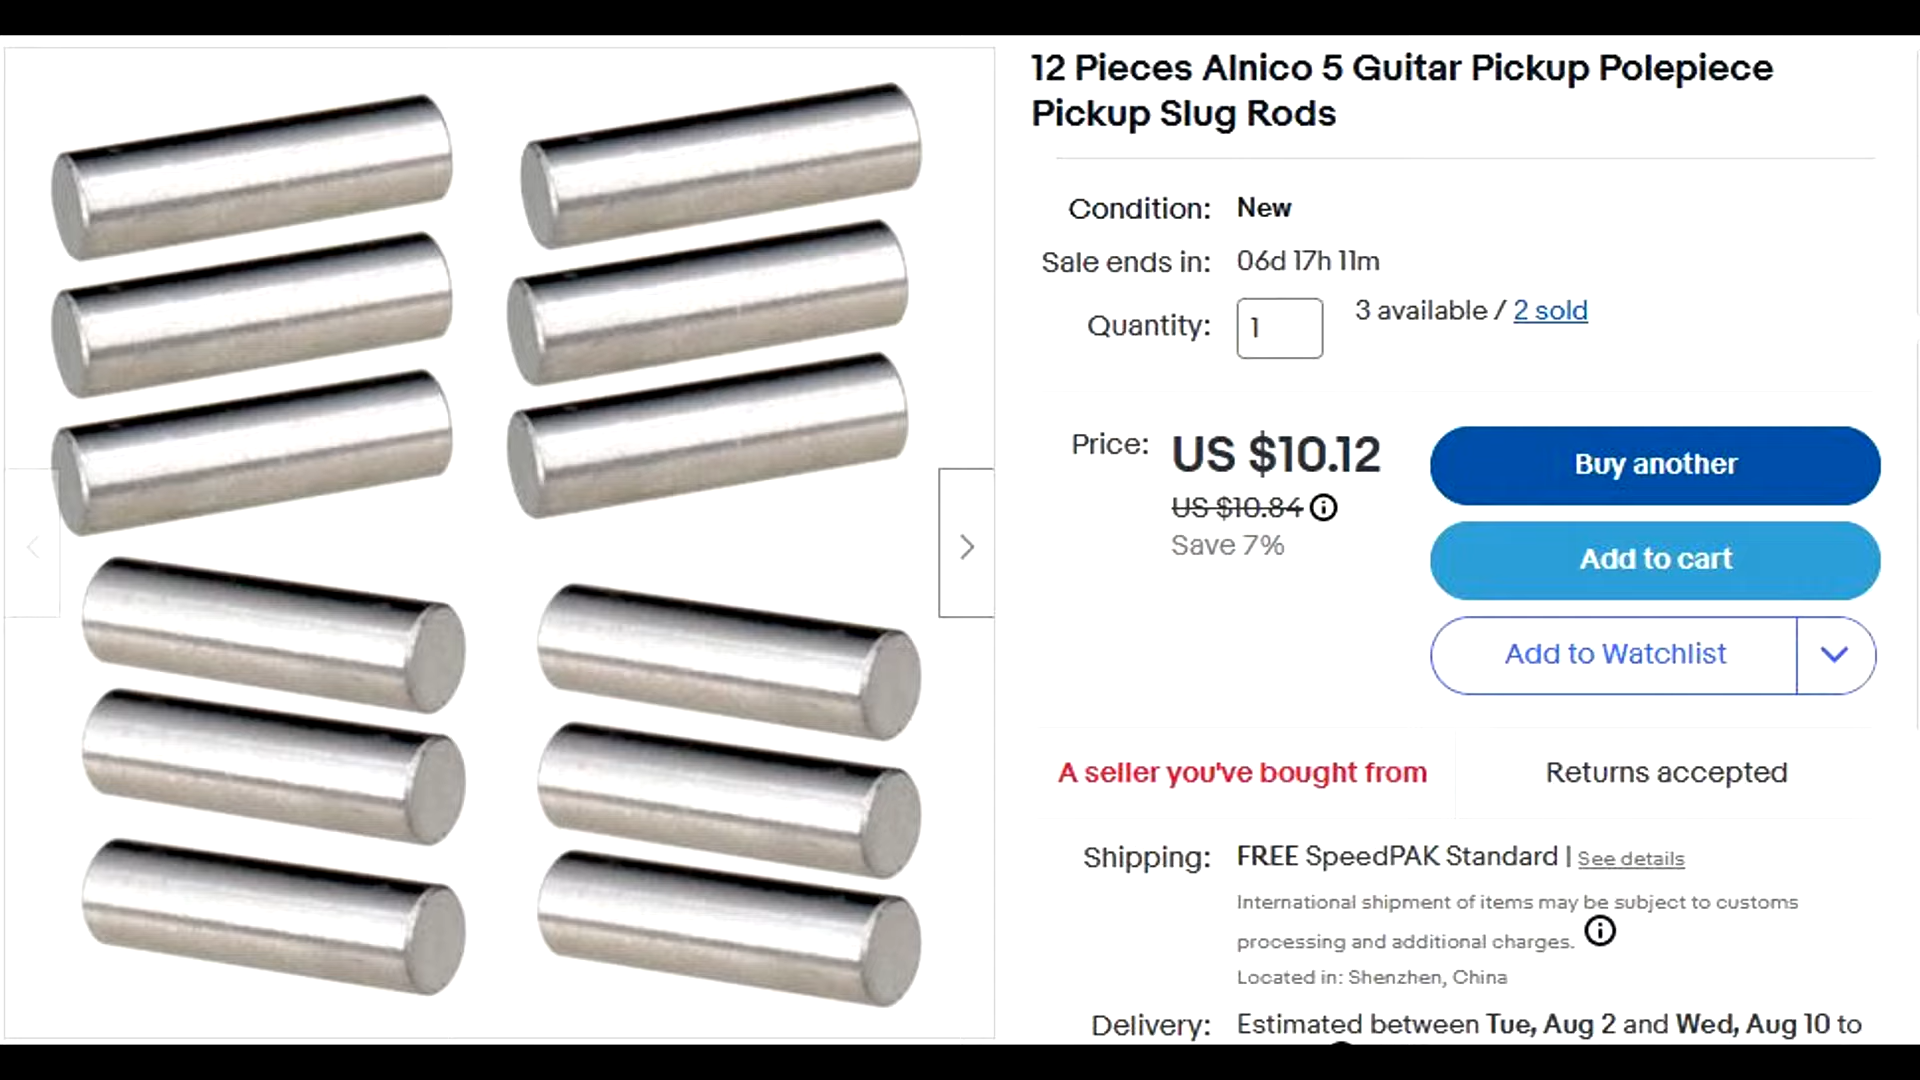 12 Pieces Alnico 5 Guitar Pickup Polepiece
Pickup Slug Rods
Condition: New
Sale ends in: 06d 17h 11m
Quantity: 1 3 available / 2 sold
Price: US $10.12
US $10.84
Save 7%
Buy another
Add to cart
Add to Watchlist
A seller you've bought from
Returns accepted
Shipping: FREE SpeedPAK Standard | See details
International shipment of items may be subject to customs
processing and additional charges.
Located in: Shenzhen, China
Delivery: Estimated between Tue, Aug 2 and Wed, Aug 10 to